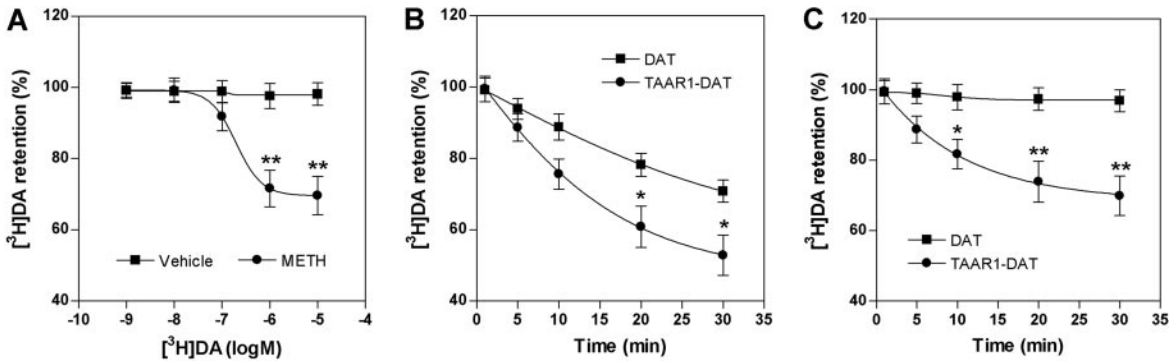 A
120
100
80
60
40
[³H]DA retention (%)
** **
Vehicle METH
-10 -9 -8 -7 -6 -5 -4
[³H]DA (logM)
B
120
100
80
60
40
[³H]DA retention (%)
DAT
TAAR1-DAT
* *
0 5 10 15 20 25 30 35
Time (min)
C
120
100
80
60
40
[³H]DA retention (%)
* ** **
DAT
TAAR1-DAT
0 5 10 15 20 25 30 35
Time (min)